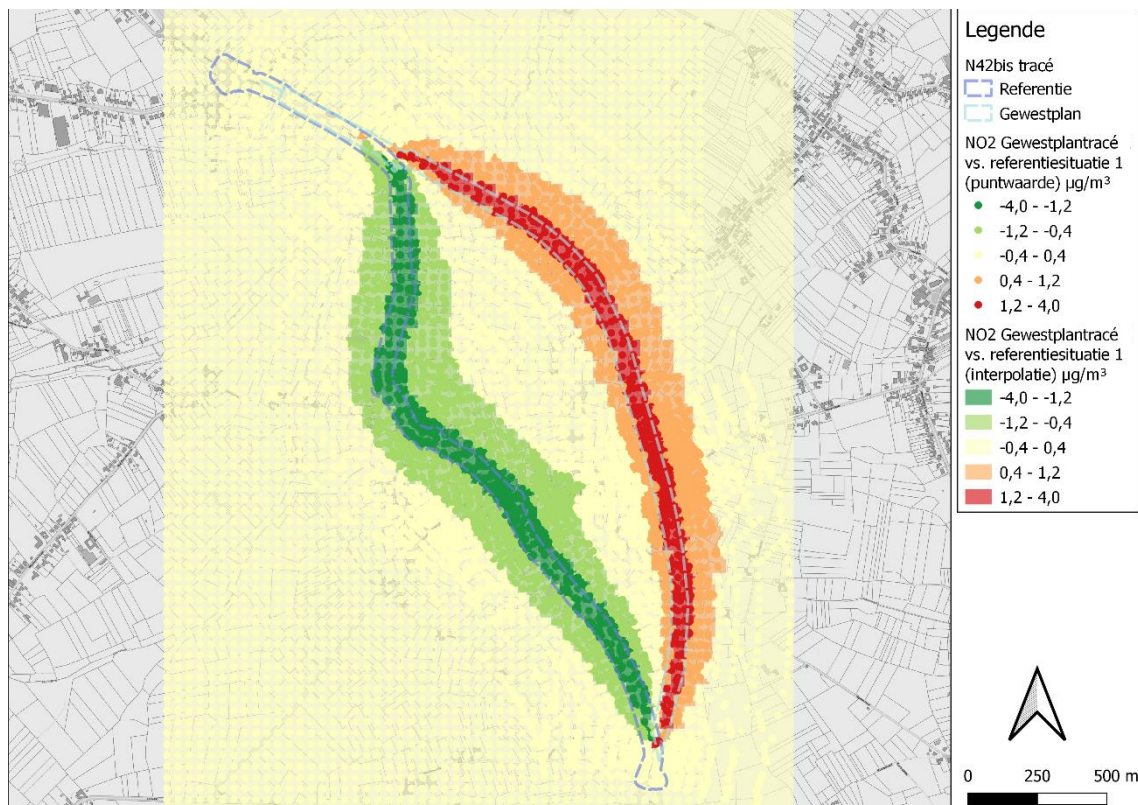 Legende
N42bis tracé
Referentie
Gewestplan
NO2 Gewestplantracé
vs. referentiesituatie 1
(puntwaarde) µg/m³
-4,0 - -1,2
-1,2 - -0,4
-0,4 - 0,4
0,4 - 1,2
1,2 - 4,0
NO2 Gewestplantracé
vs. referentiesituatie 1
(interpolatie) µg/m³
-4,0 - -1,2
-1,2 - -0,4
-0,4 - 0,4
0,4 - 1,2
1,2 - 4,0
0 250 500 m